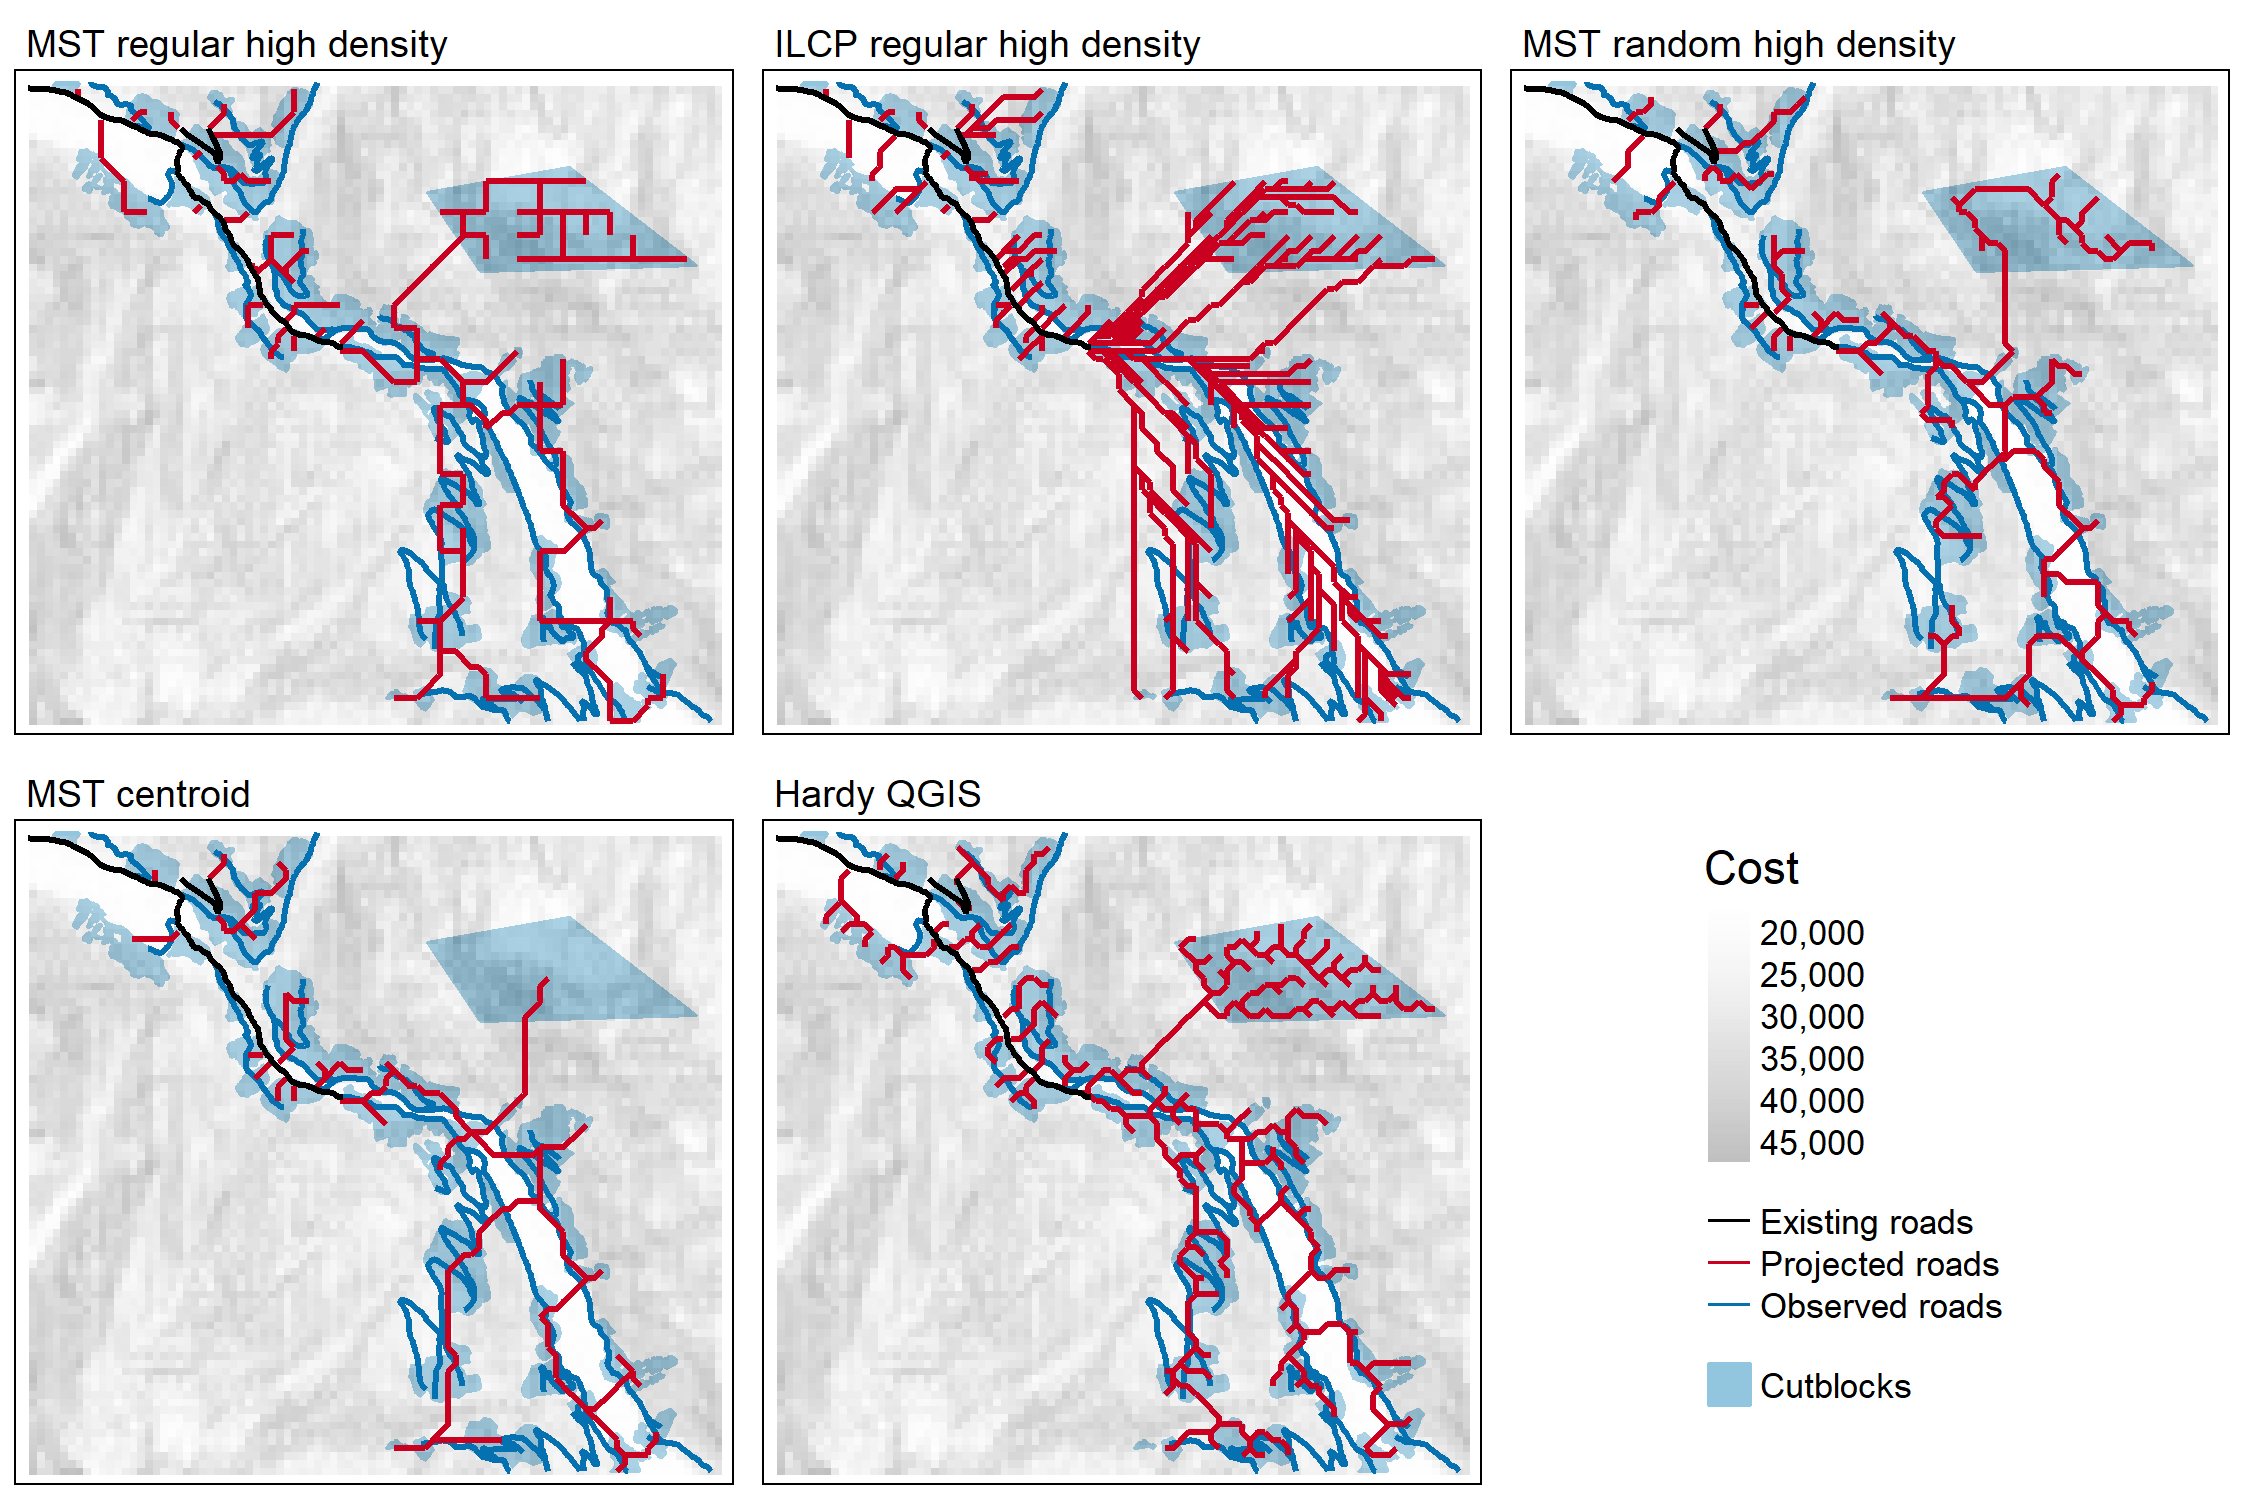 MST regular high density
ILCP regular high density
MST random high density
MST centroid
Hardy QGIS
Cost
20,000
25,000
30,000
35,000
40,000
45,000
Existing roads
Projected roads
Observed roads
Cutblocks